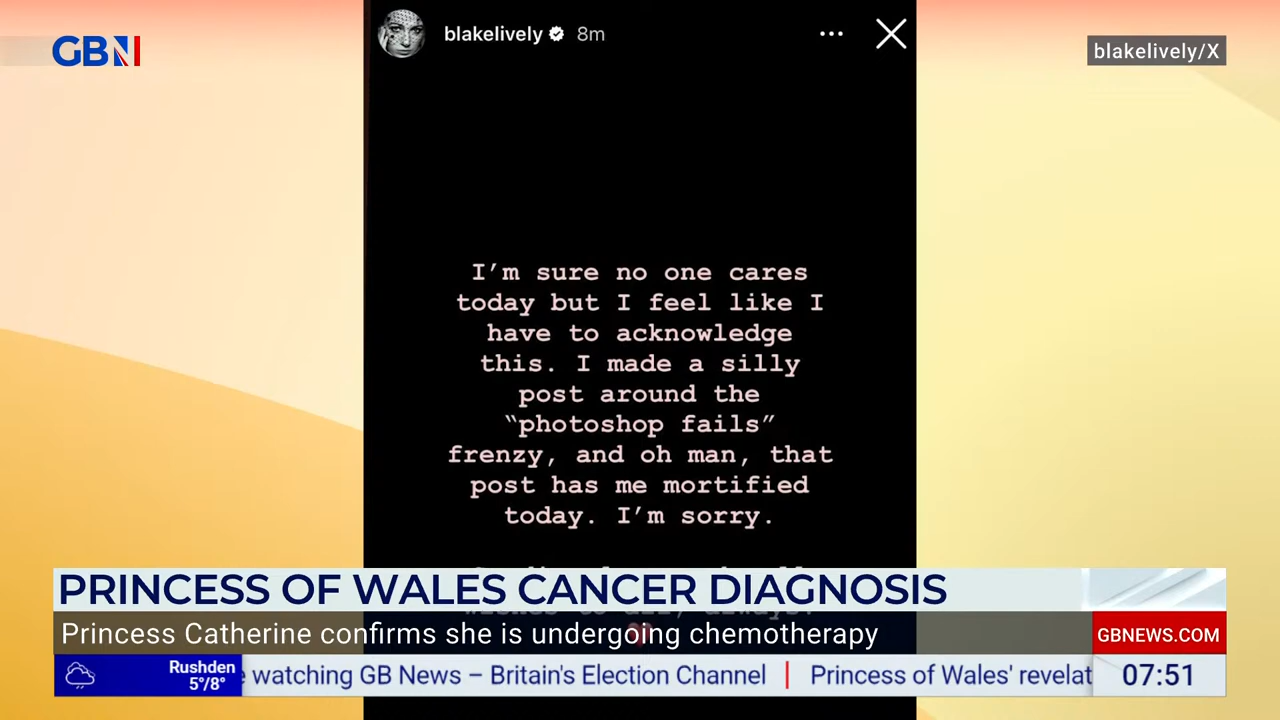 GBN
blakelively 8m
blakelively/X
I'm sure no one cares
today but I feel like I
have to acknowledge
this. I made a silly
post around the
“photoshop fails”
frenzy, and oh man, that
post has me mortified
today. I'm sorry.
PRINCESS OF WALES CANCER DIAGNOSIS
Princess Catherine confirms she is undergoing chemotherapy
GBNEWS.COM
Rushden
5°/8°
watching GB News – Britain's Election Channel | Princess of Wales' revelat
07:51